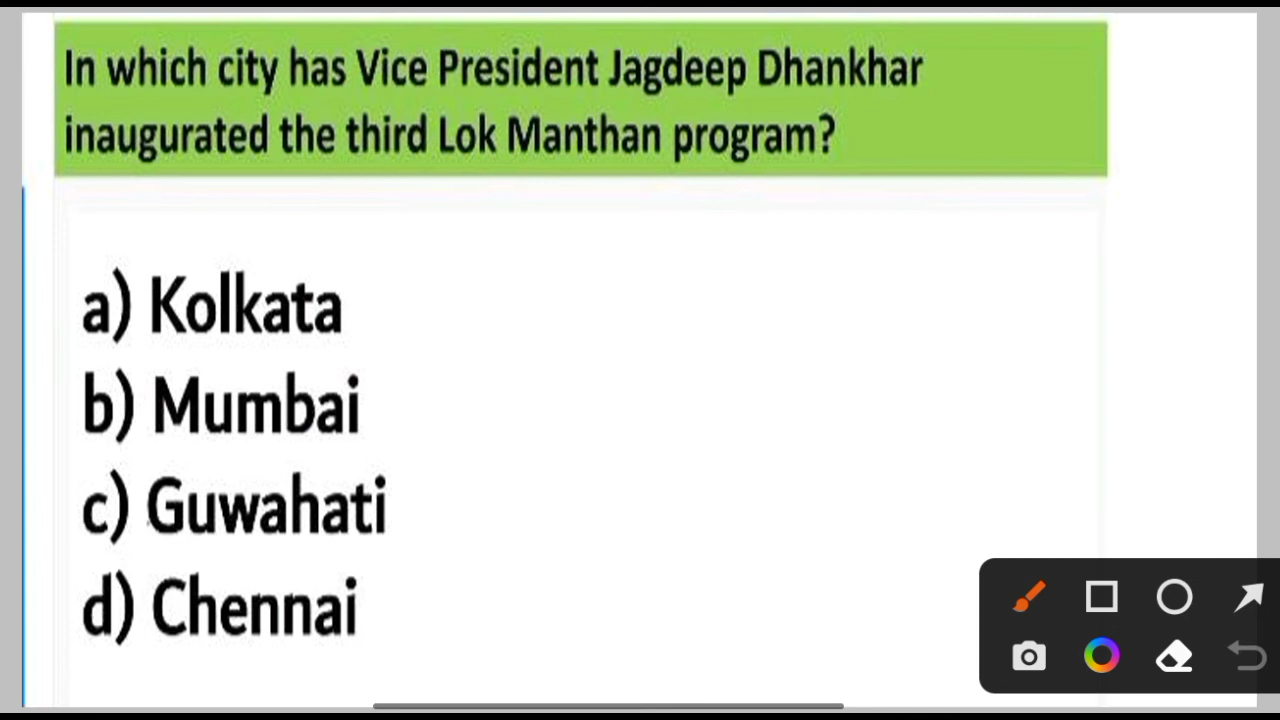 In which city has Vice President Jagdeep Dhankhar
inaugurated the third Lok Manthan program?
a) Kolkata
b) Mumbai
c) Guwahati
d) Chennai